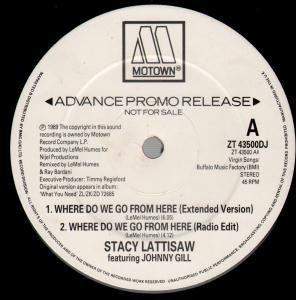 M
MOTOWN®
ADVANCE PROMO RELEASE
NOT FOR SALE
℗ 1989 The copyright in this sound
recording is owned by Motown
Record Company L.P.
Produced by LeMel Humes for
Nijel Productions
Remixed by LeMel Humes
& Ray Bardani
Executive Producer: Timmy Regisford
Original version appears in album:
'What You Need' ZL/ZK/ZD 72685
A
ZT 43500DJ
ZT 43500 A#
Virgin Songs/
Buffalo Music Factory (BMI)
STEREO
45 RPM
1. WHERE DO WE GO FROM HERE (Extended Version)
(LeMel Humes) (6.05)
2. WHERE DO WE GO FROM HERE (Radio Edit)
(LeMel Humes) (4.12)
STACY LATTISAW
featuring JOHNNY GILL